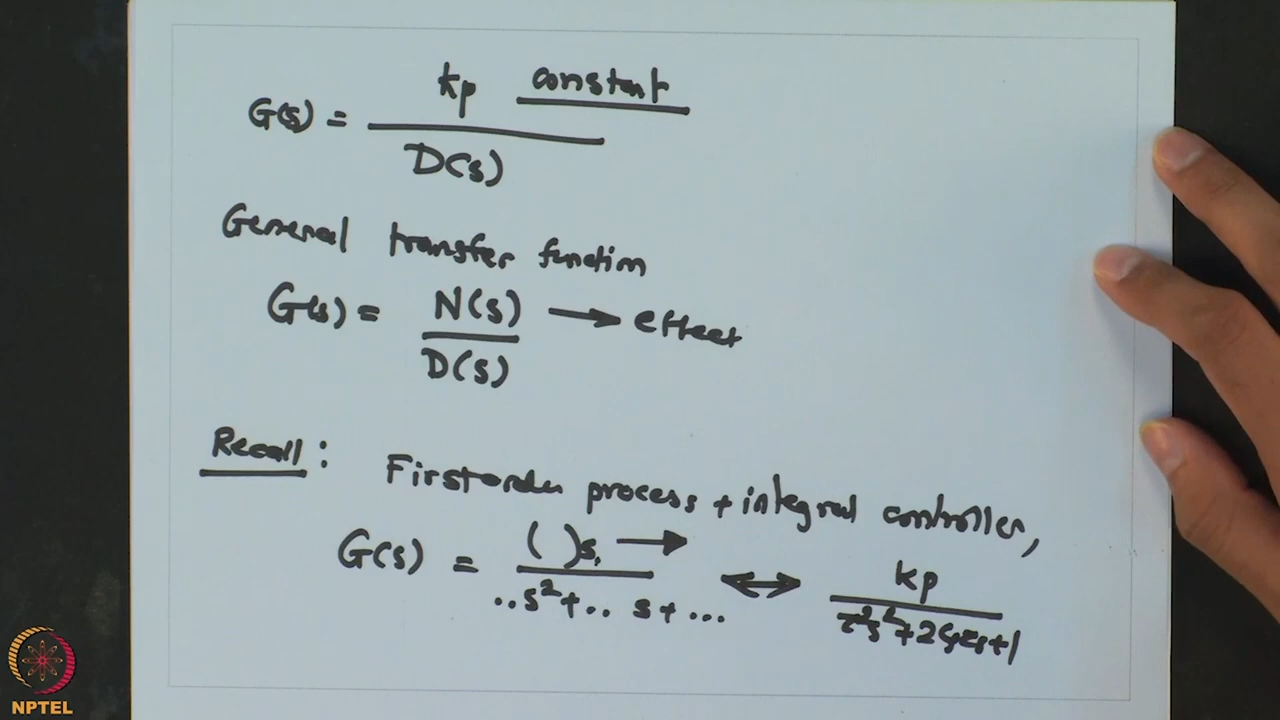 G(s) = kp constant / D(s)
General transfer function
G(s) = N(s) / D(s) → effect
Recall : First order process + integral controller,
G(s) = ( )s / ..s² + .. s + ... ↔ kp / τ²s² + 2ζτs + 1
NPTEL